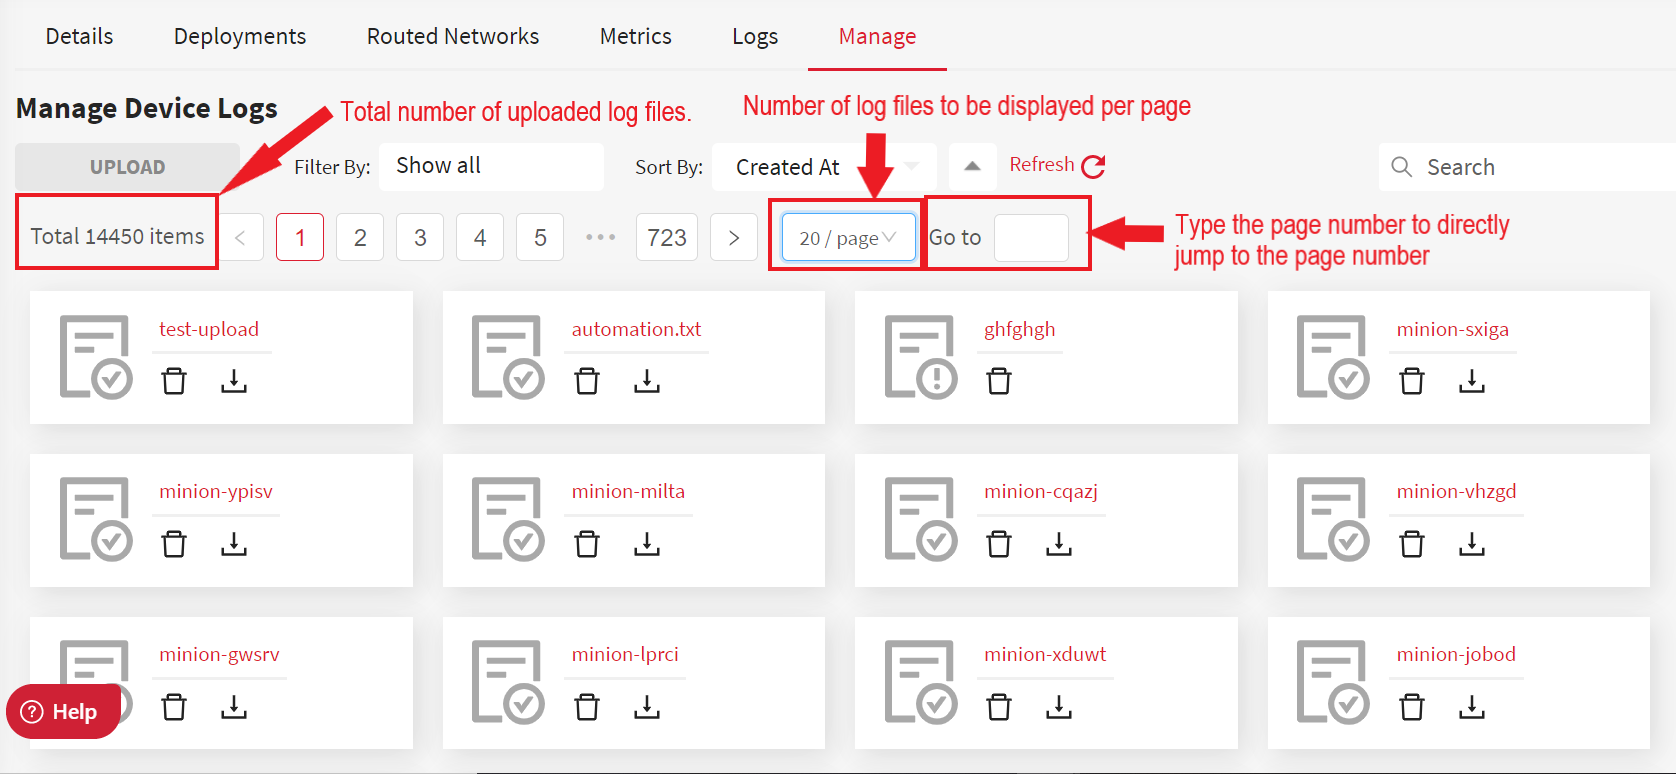 Details Deployments Routed Networks Metrics Logs Manage
Manage Device Logs
Total number of uploaded log files.
Number of log files to be displayed per page
UPLOAD Filter By: Show all Sort By: Created At Refresh Search
Total 14450 items < 1 2 3 4 5 ••• 723 > 20 / page Go to
Type the page number to directly
jump to the page number
test-upload automation.txt ghfghgh minion-sxiga
minion-ypisv minion-milta minion-cqazj minion-vhzgd
minion-gwsrv minion-lprci minion-xduwt minion-jobod
? Help